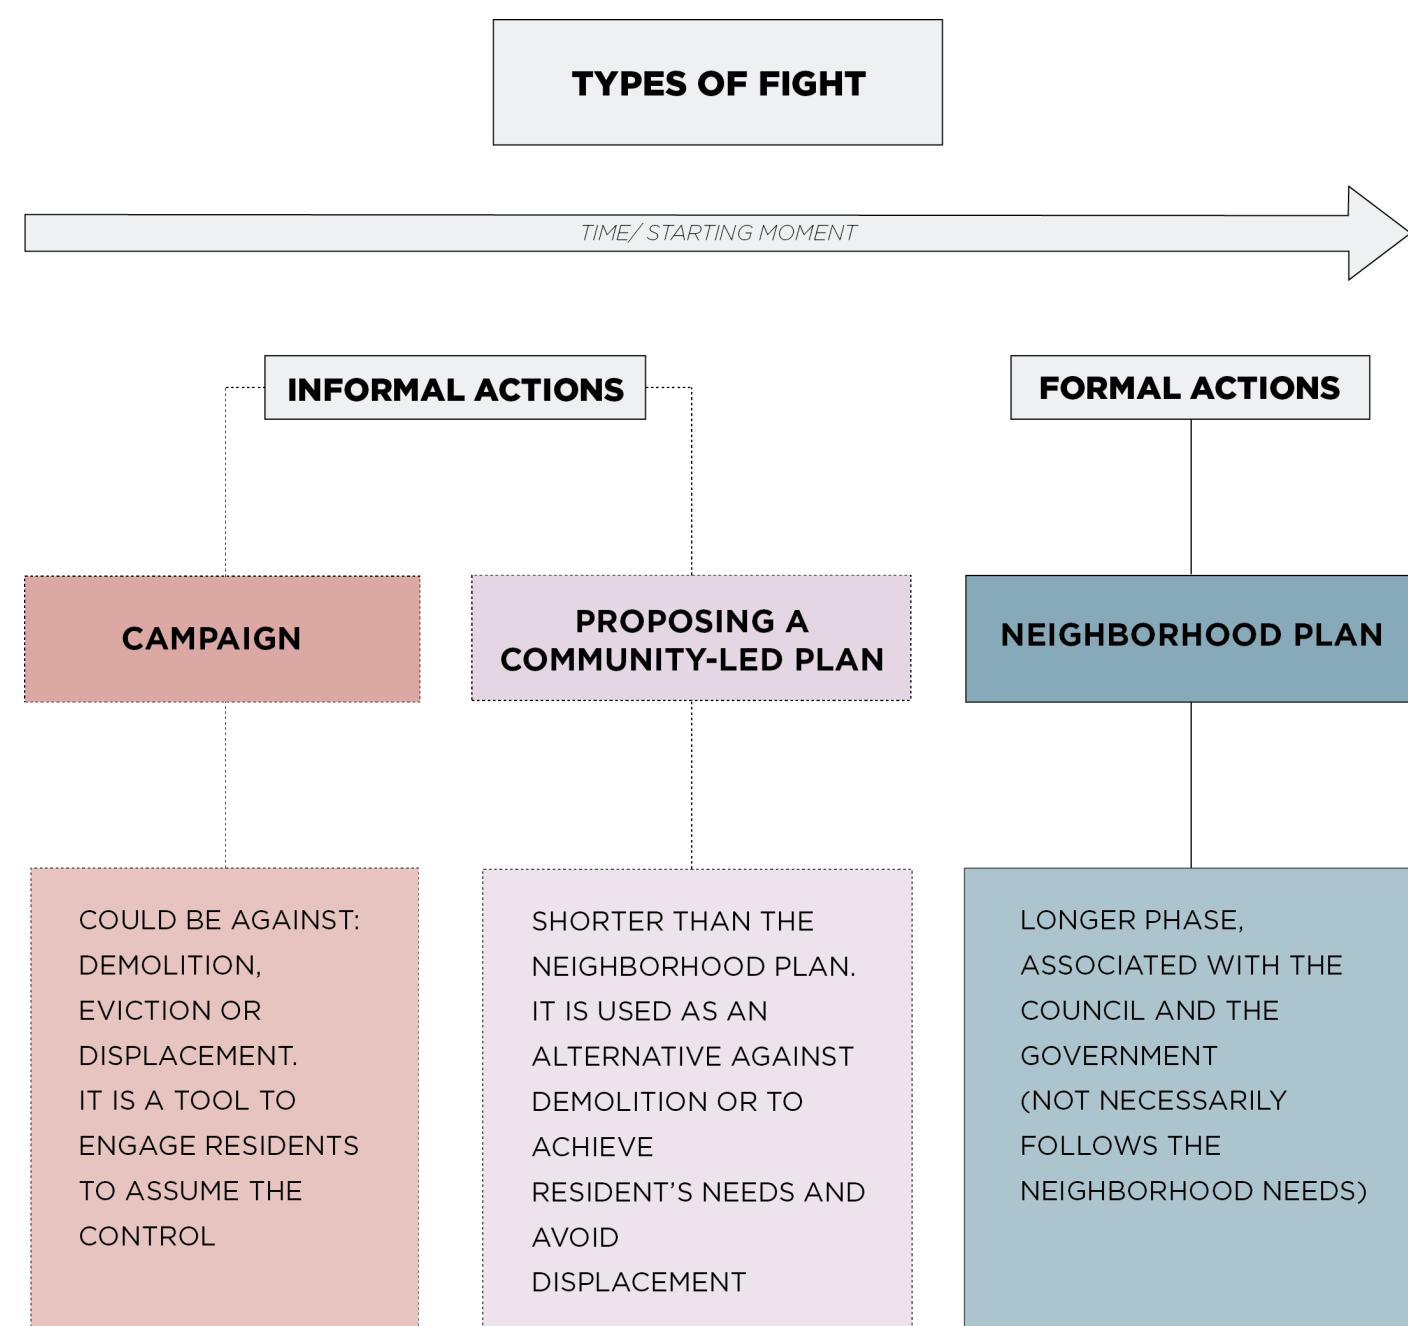 TYPES OF FIGHT
TIME/ STARTING MOMENT
INFORMAL ACTIONS
FORMAL ACTIONS
CAMPAIGN
PROPOSING A
COMMUNITY-LED PLAN
NEIGHBORHOOD PLAN
COULD BE AGAINST:
DEMOLITION,
EVICTION OR
DISPLACEMENT.
IT IS A TOOL TO
ENGAGE RESIDENTS
TO ASSUME THE
CONTROL
SHORTER THAN THE
NEIGHBORHOOD PLAN.
IT IS USED AS AN
ALTERNATIVE AGAINST
DEMOLITION OR TO
ACHIEVE
RESIDENT’S NEEDS AND
AVOID
DISPLACEMENT
LONGER PHASE,
ASSOCIATED WITH THE
COUNCIL AND THE
GOVERNMENT
(NOT NECESSARILY
FOLLOWS THE
NEIGHBORHOOD NEEDS)